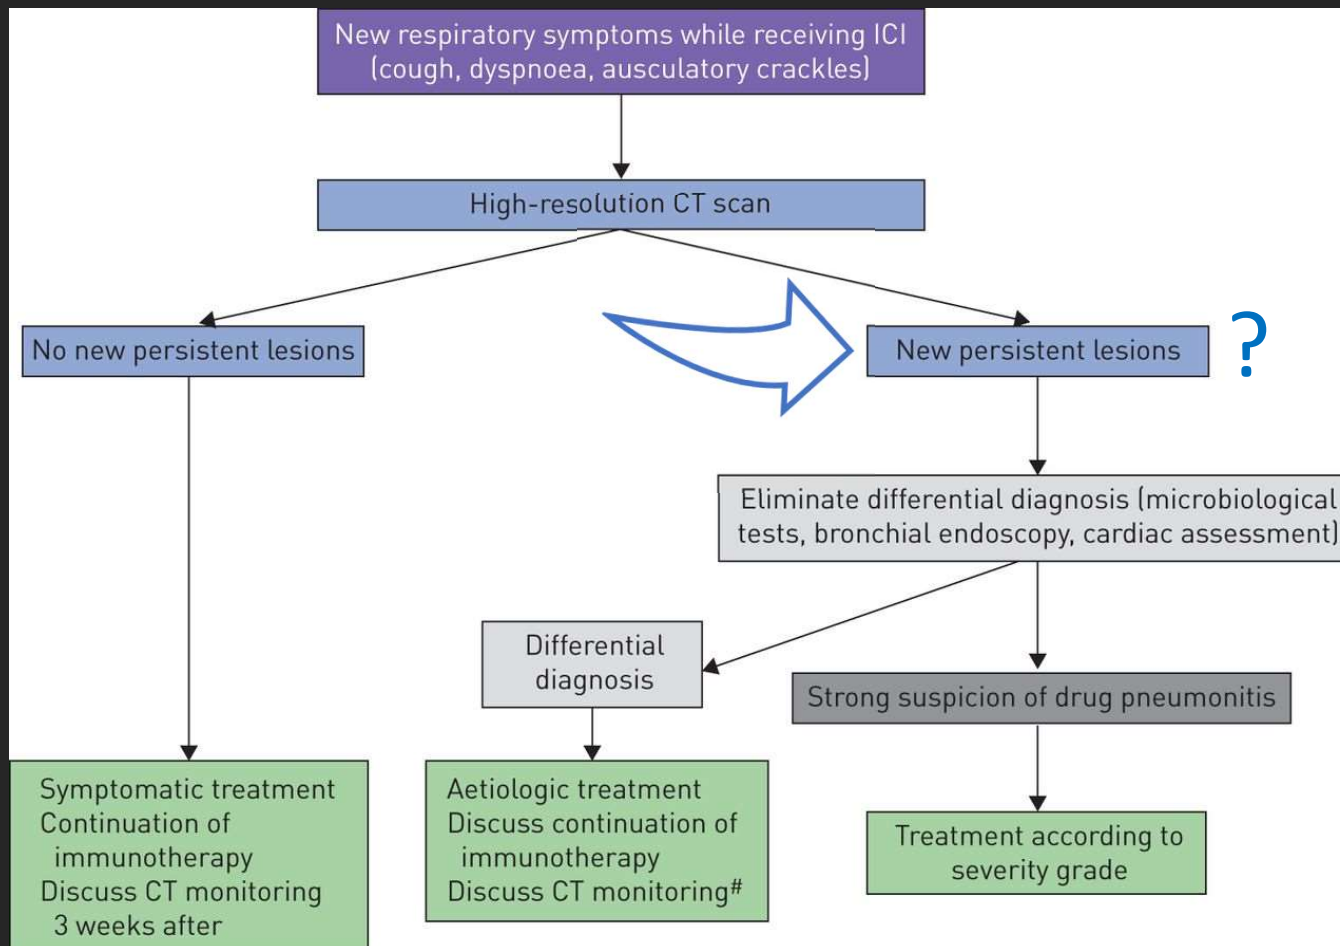 New respiratory symptoms while receiving ICI
(cough, dyspnoea, ausculatory crackles)
High-resolution CT scan
No new persistent lesions
New persistent lesions
?
Eliminate differential diagnosis (microbiological
tests, bronchial endoscopy, cardiac assessment)
Differential
diagnosis
Strong suspicion of drug pneumonitis
Symptomatic treatment
Continuation of
immunotherapy
Discuss CT monitoring
3 weeks after
Aetiologic treatment
Discuss continuation of
immunotherapy
Discuss CT monitoring#
Treatment according to
severity grade